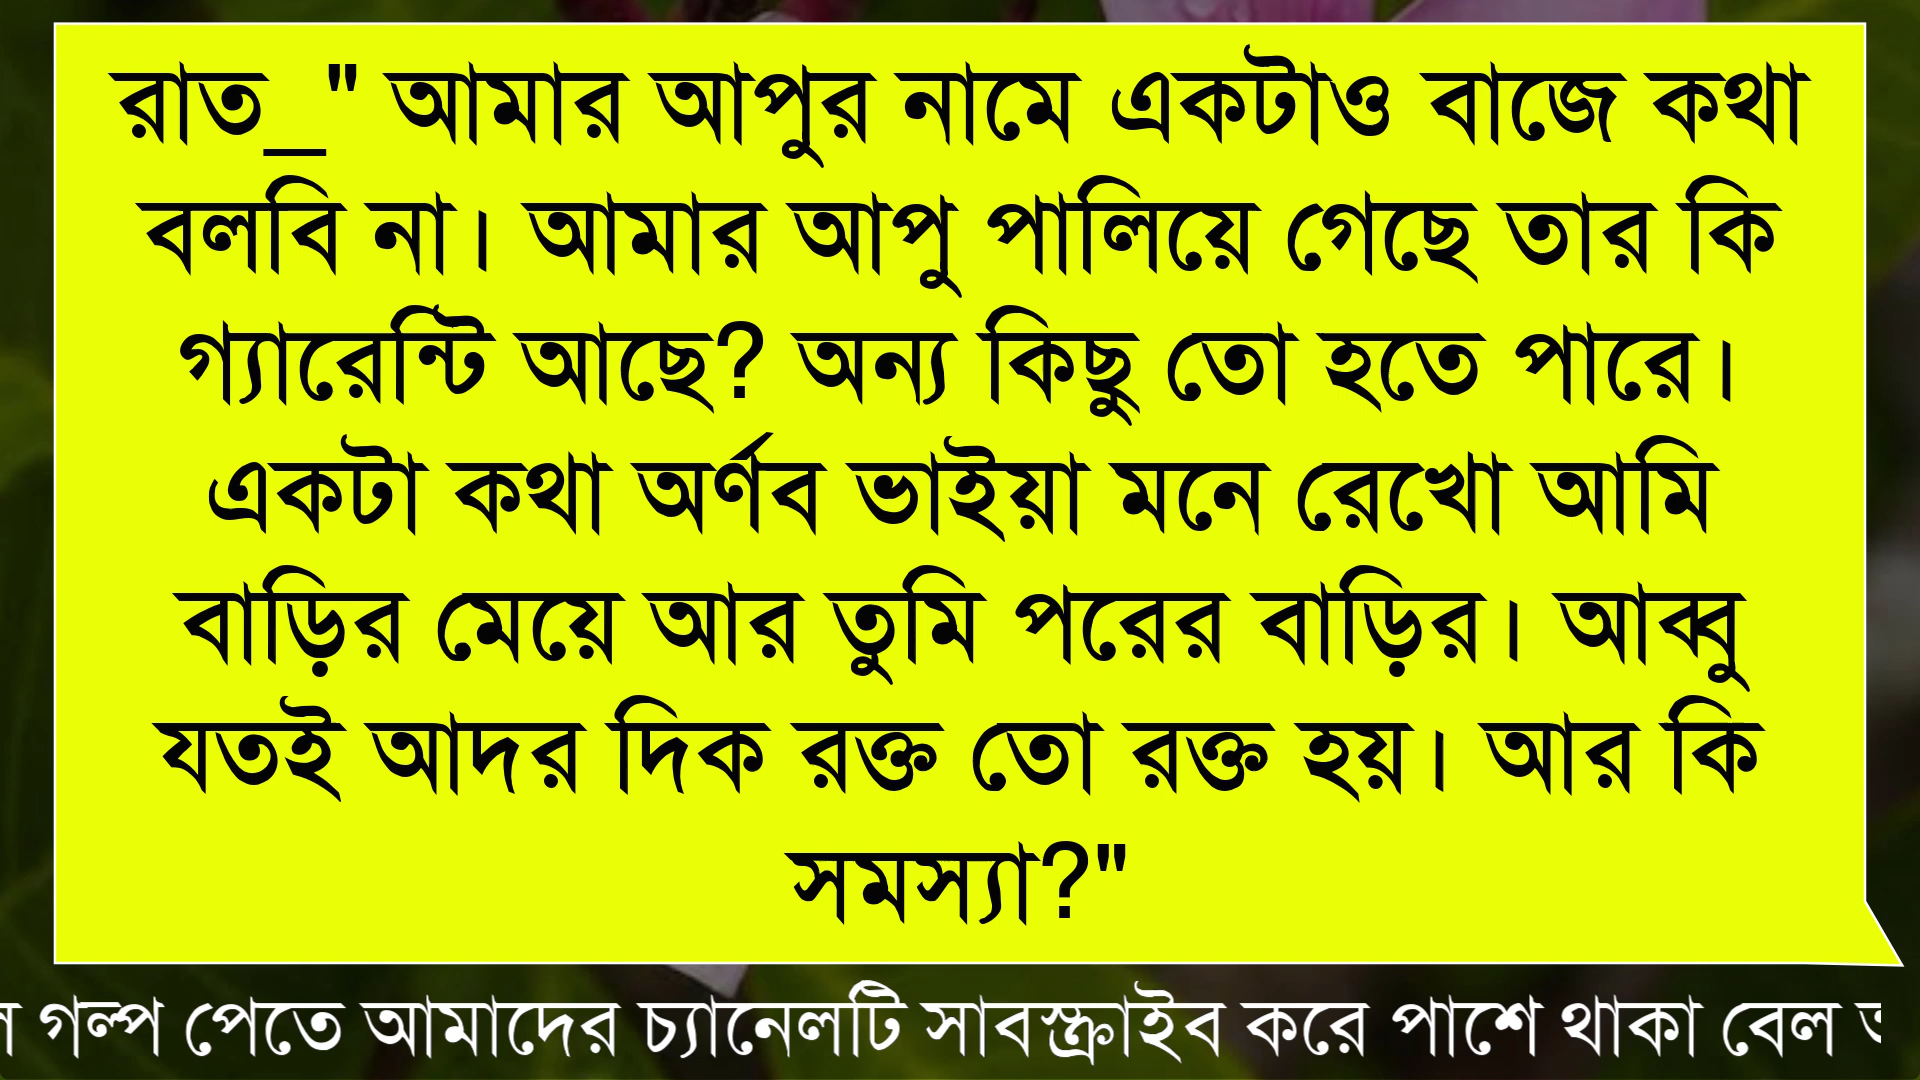 রাত_" আমার আপুর নামে একটাও বাজে কথা
বলবি না। আমার আপু পালিয়ে গেছে তার কি
গ্যারেন্টি আছে? অন্য কিছু তো হতে পারে।
একটা কথা অর্ণব ভাইয়া মনে রেখো আমি
বাড়ির মেয়ে আর তুমি পরের বাড়ির। আব্বু
যতই আদর দিক রক্ত তো রক্ত হয়। আর কি
সমস্যা?"
গল্প পেতে আমাদের চ্যানেলটি সাবস্ক্রাইব করে পাশে থাকা বেল